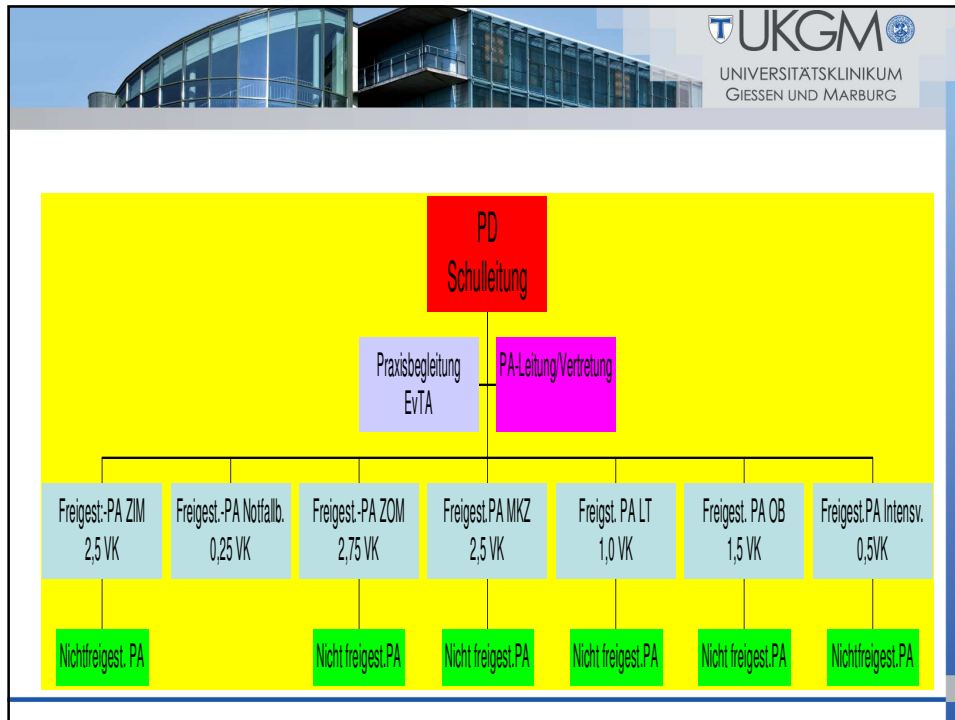 UKGM
UNIVERSITÄTSKLINIKUM
GIESSEN UND MARBURG
PD
Schulleitung
Praxisbegleitung
EvTA
PA-Leitung/Vertretung
Freigest:-PA ZIM
2,5 VK
Freigest.-PA Notfallb.
0,25 VK
Freigest.-PA ZOM
2,75 VK
Freigest.PA MKZ
2,5 VK
Freigst. PA LT
1,0 VK
Freigest. PA OB
1,5 VK
Freigest.PA Intensv.
0,5VK
Nichtfreigest. PA
Nicht freigest.PA
Nicht freigest.PA
Nicht freigest.PA
Nicht freigest.PA
Nichtfreigest.PA